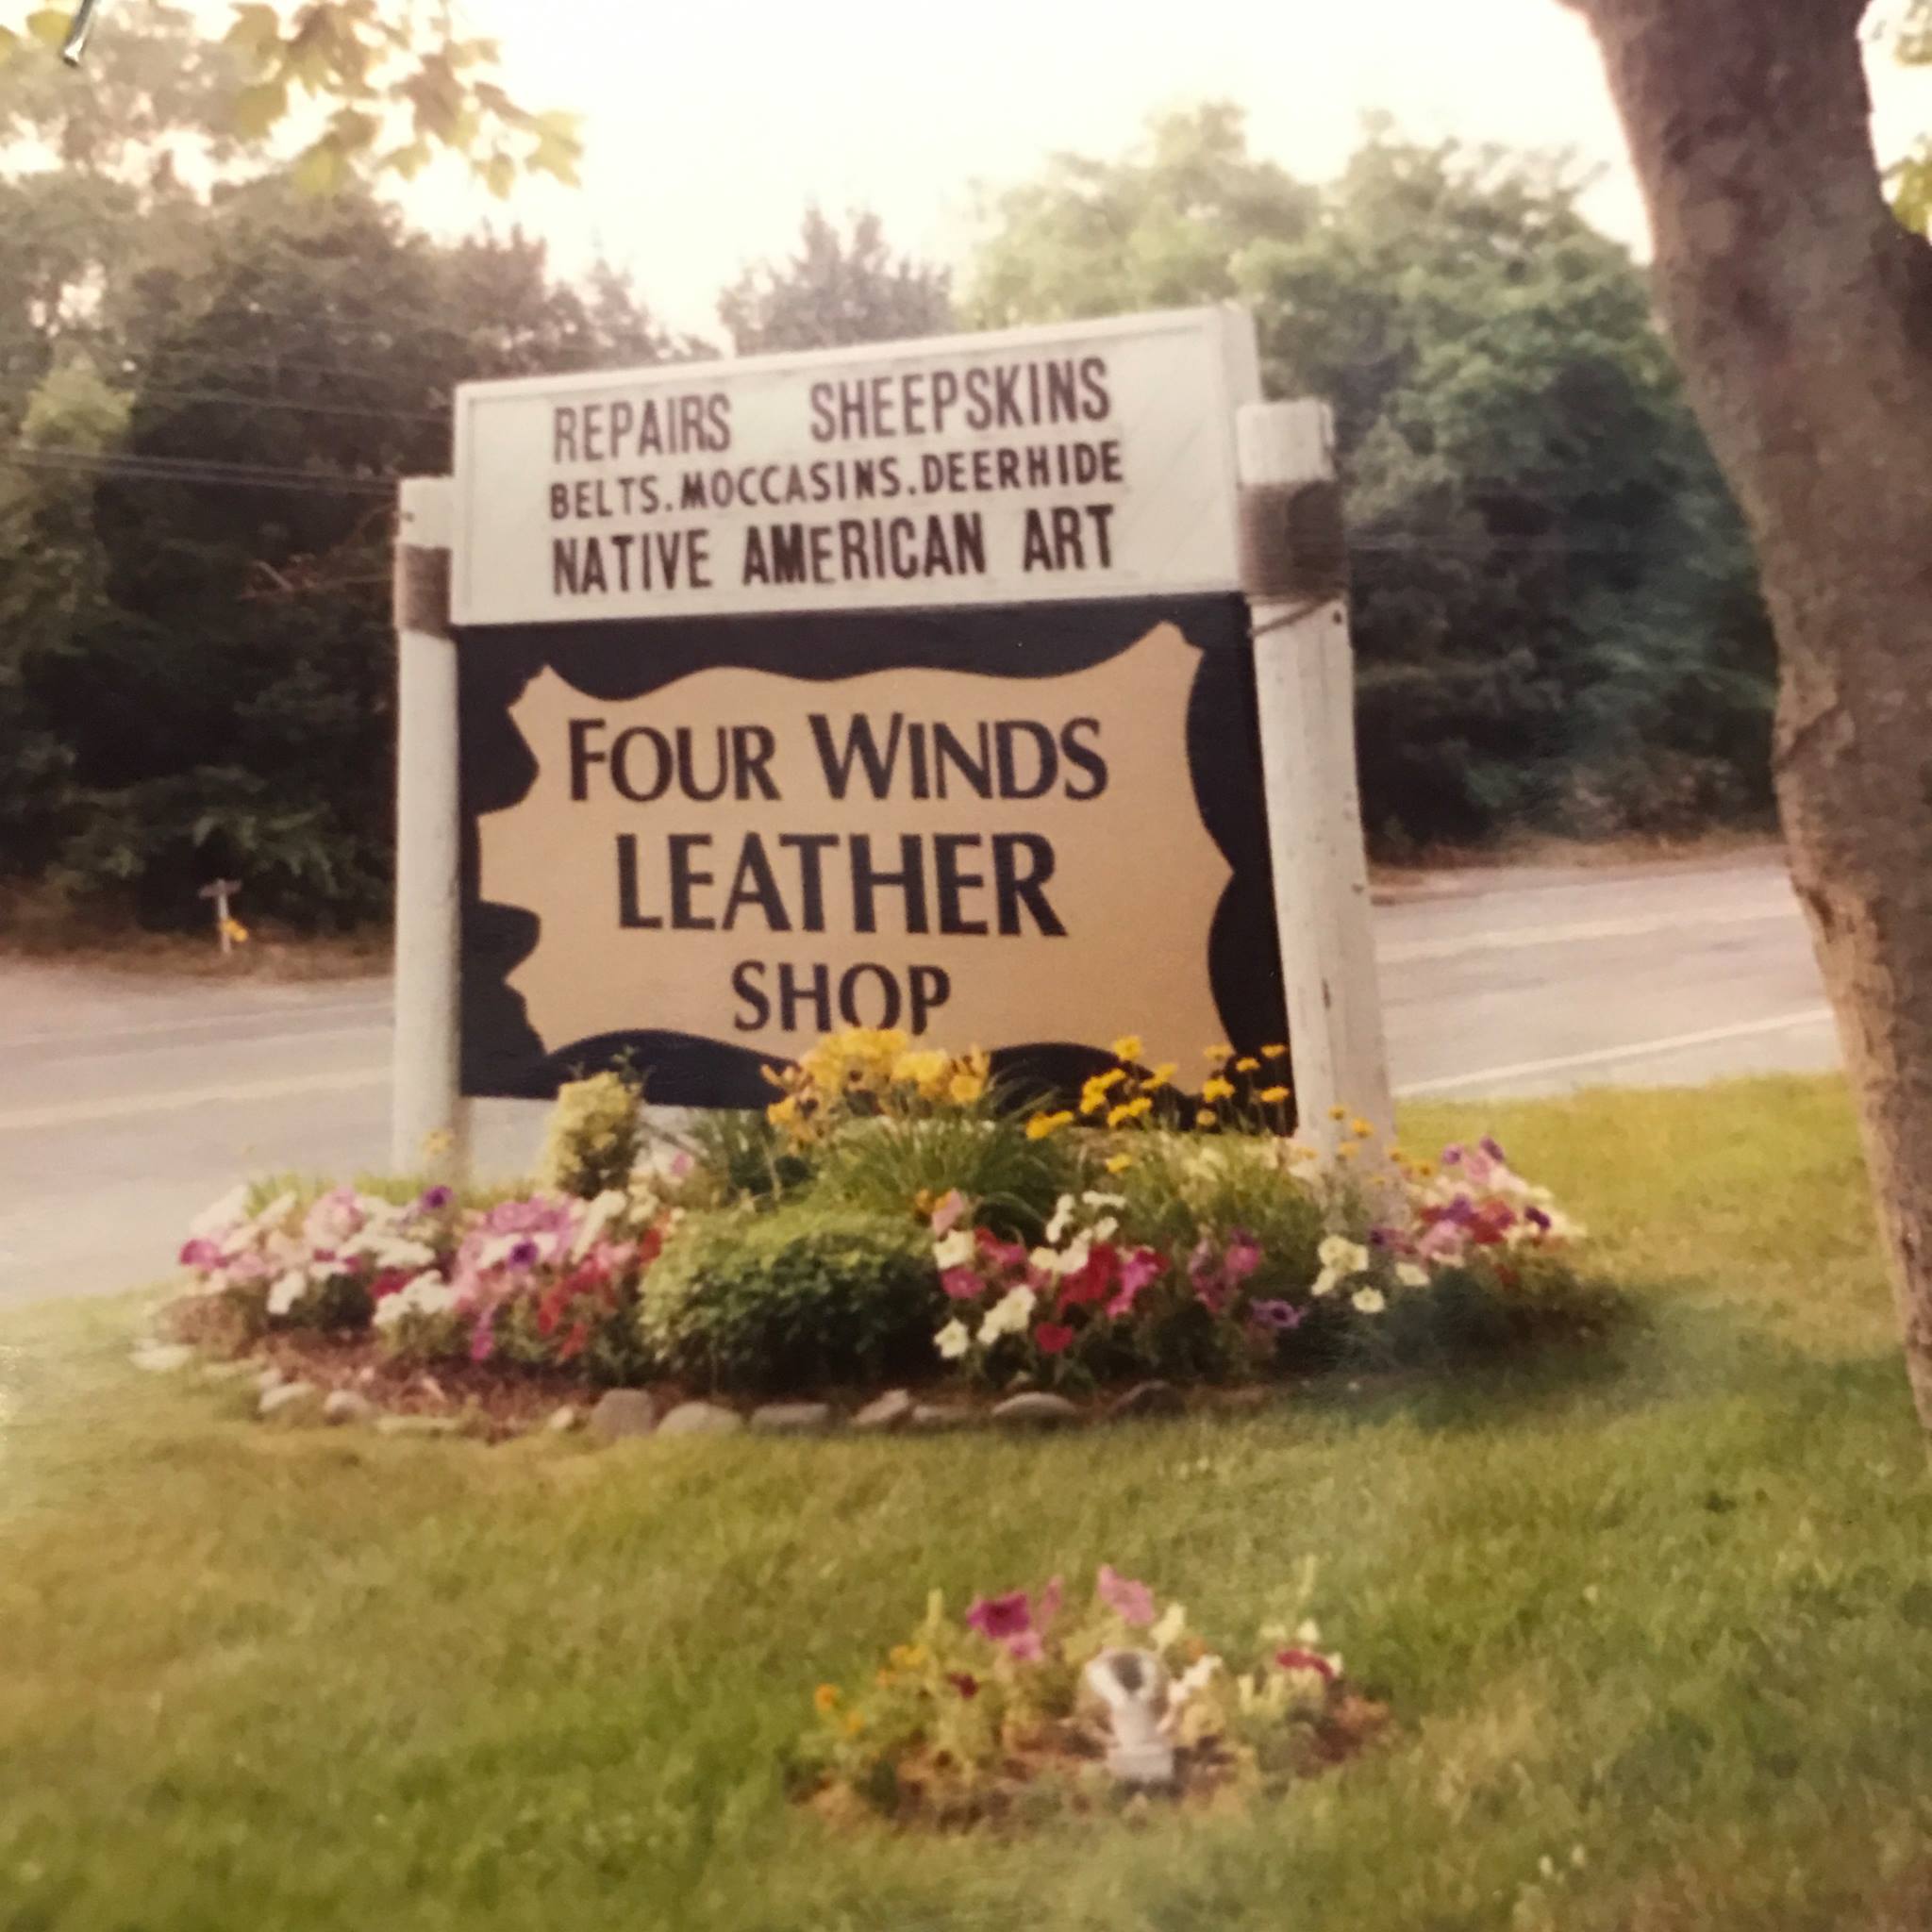 REPAIRS SHEEPSKINS
BELTS.MOCCASINS.DEERHIDE
NATIVE AMERICAN ART
FOUR WINDS
LEATHER
SHOP